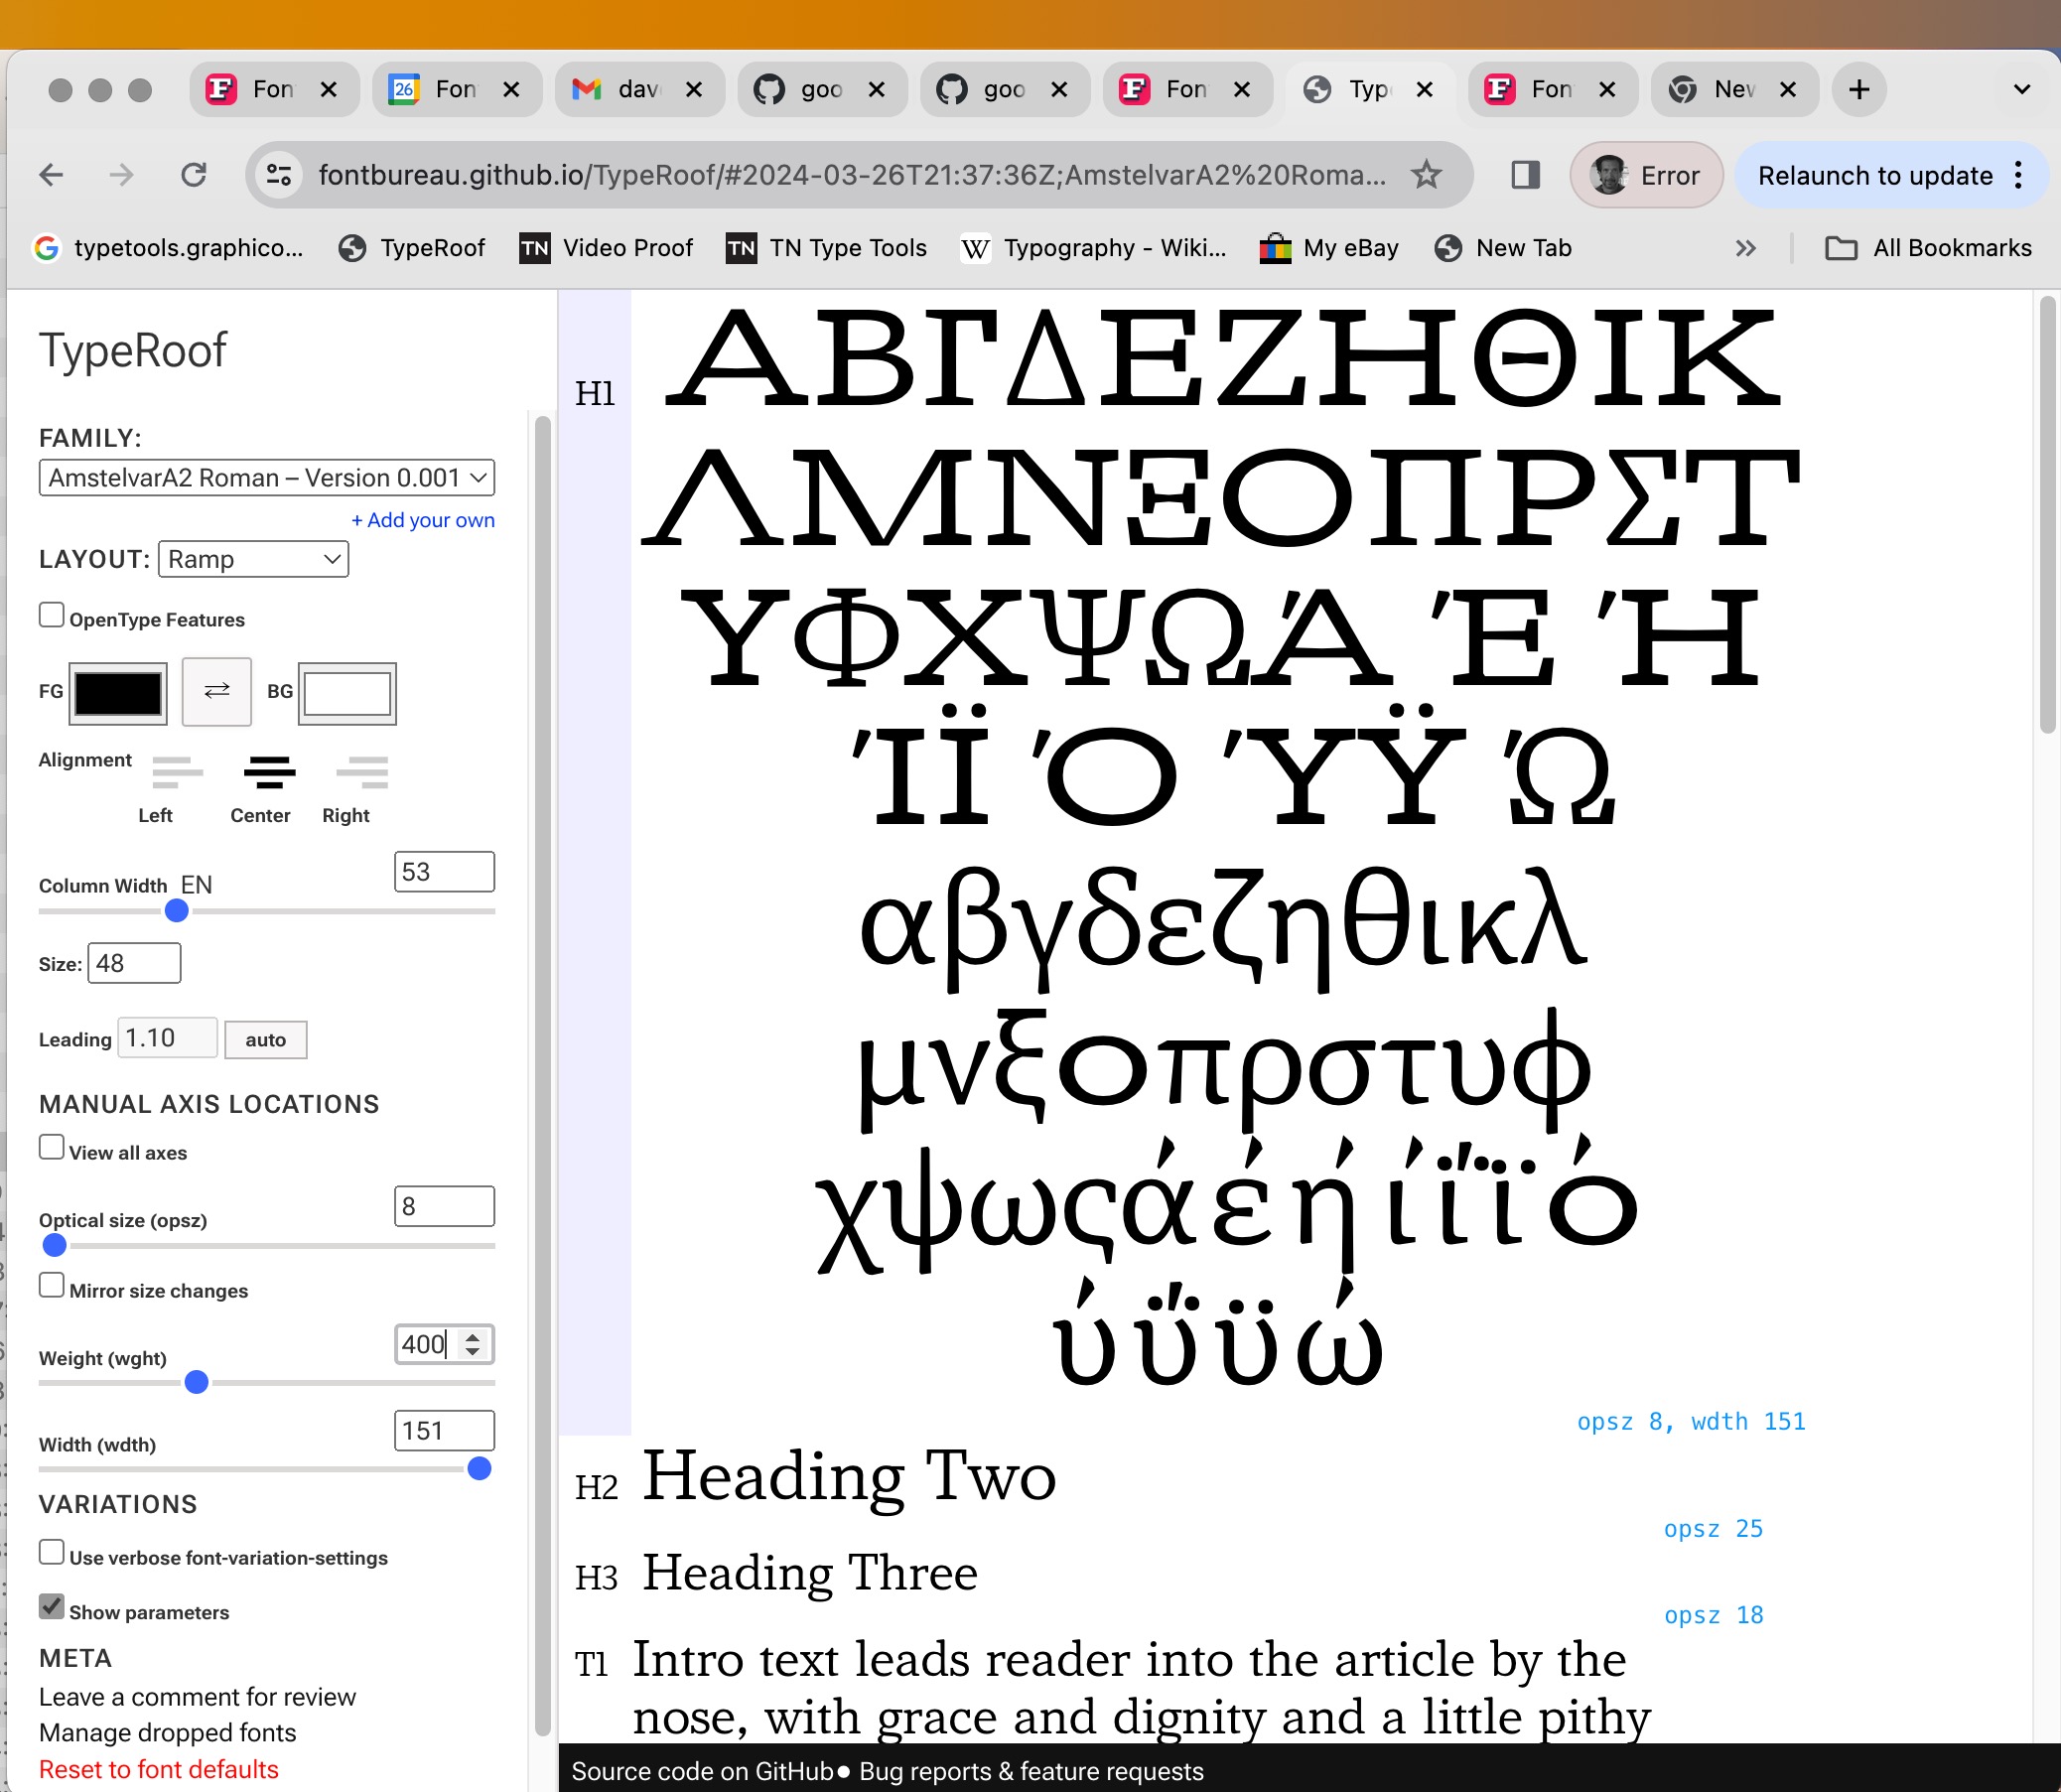 Fon
26 Fon
dav
goo
goo
Fon
Typ
Fon
New
fontbureau.github.io/TypeRoof/#2024-03-26T21:37:36Z;AmstelvarA2%20Roma...
Error
Relaunch to update
typetools.graphico...
TypeRoof
TN Video Proof
TN TN Type Tools
W Typography - Wiki...
My eBay
New Tab
All Bookmarks
TypeRoof
FAMILY:
AmstelvarA2 Roman – Version 0.001
+ Add your own
LAYOUT: Ramp
OpenType Features
FG BG
Alignment
Left Center Right
Column Width EN 53
Size: 48
Leading 1.10 auto
MANUAL AXIS LOCATIONS
View all axes
Optical size (opsz) 8
Mirror size changes
Weight (wght) 400
Width (wdth) 151
VARIATIONS
Use verbose font-variation-settings
Show parameters
META
Leave a comment for review
Manage dropped fonts
Reset to font defaults
H1 ΑΒΓΔΕΖΗΘΙΚ
ΛΜΝΞΟΠΡΣΤ
ΥΦΧΨΩΆΈΉ
ΊΪΌΎΫΏ
αβγδεζηθικλ
μνξοπρστυφ
χψωςάέήίϊΐϊό
ύΰϋώ
opsz 8, wdth 151
H2 Heading Two
opsz 25
H3 Heading Three
opsz 18
T1 Intro text leads reader into the article by the
nose, with grace and dignity and a little pithy
Source code on GitHub● Bug reports & feature requests